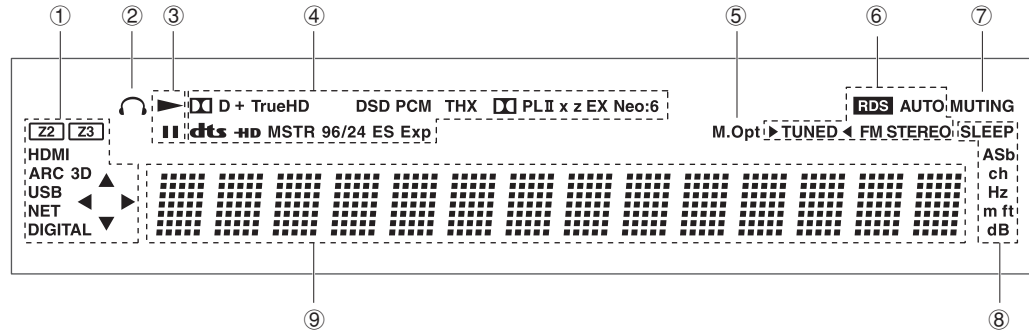 ① ② ③ ④ ⑤ ⑥ ⑦
D + TrueHD DSD PCM THX PLⅡ x z EX Neo:6 RDS AUTO MUTING
Z2 Z3 dts -HD MSTR 96/24 ES Exp M.Opt TUNED FM STEREO SLEEP
HDMI ASb
ARC 3D ch
USB Hz
NET m ft
DIGITAL dB
⑨ ⑧